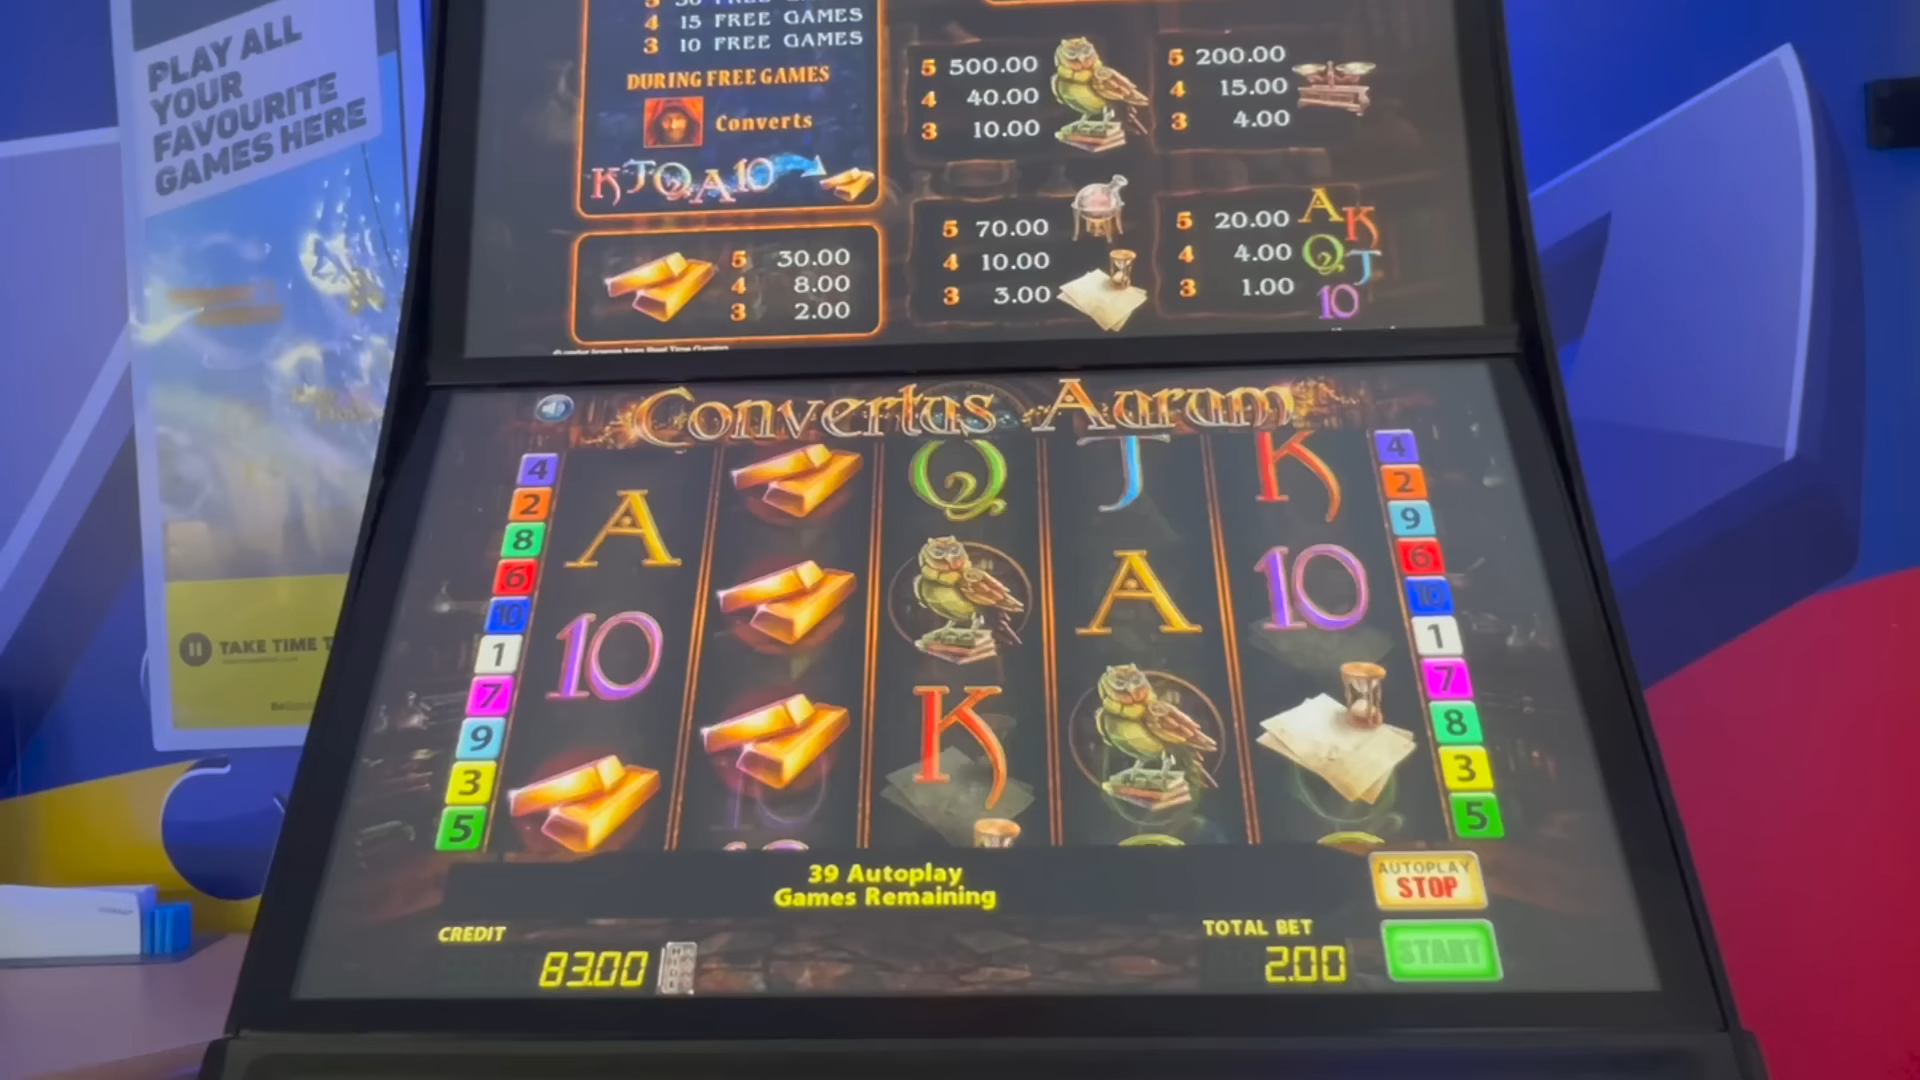 PLAY ALL
YOUR
FAVOURITE
GAMES HERE
TAKE TIME T
4 15 FREE GAMES
3 10 FREE GAMES
DURING FREE GAMES
Converts
K J Q A 10
5 30.00
4 8.00
3 2.00
5 500.00
4 40.00
3 10.00
5 200.00
4 15.00
3 4.00
5 70.00
4 10.00
3 3.00
5 20.00
4 4.00
3 1.00
A K
Q J
10
Convertus Aurum
4
2
8
6
10
1
7
9
3
5
A Q J K
10 A 10
K
4
2
9
6
10
1
7
8
3
5
39 Autoplay
Games Remaining
AUTOPLAY
STOP
CREDIT
83.00
TOTAL BET
2.00
START